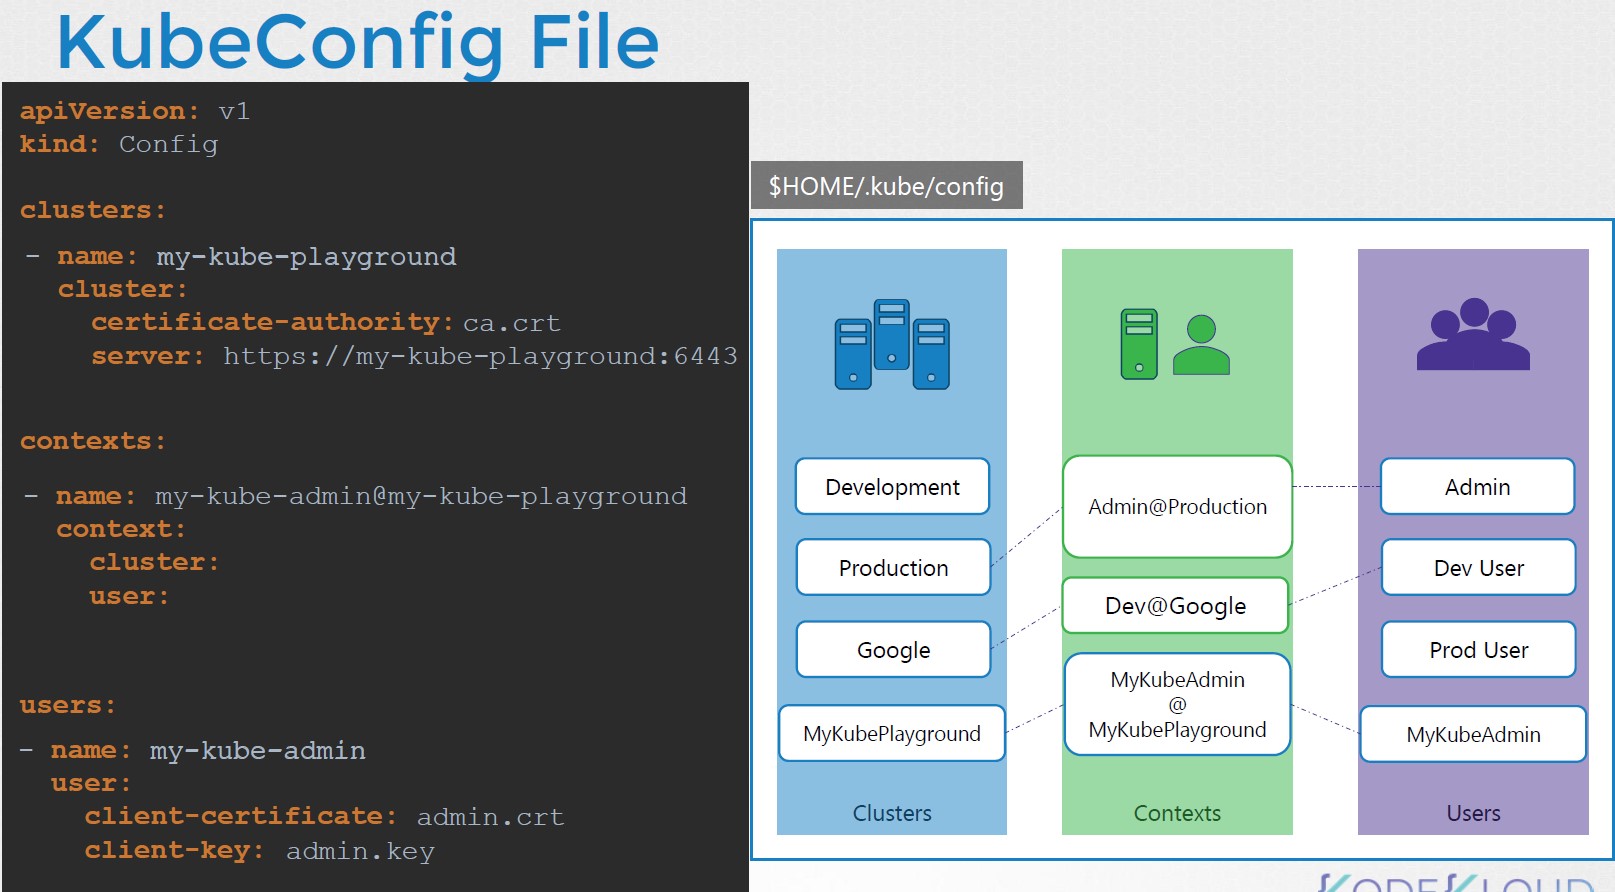 KubeConfig File
apiVersion: v1
kind: Config
clusters:
- name: my-kube-playground
cluster:
certificate-authority: ca.crt
server: https://my-kube-playground:6443
contexts:
- name: my-kube-admin@my-kube-playground
context:
cluster:
user:
users:
- name: my-kube-admin
user:
client-certificate: admin.crt
client-key: admin.key
$HOME/.kube/config
Development
Production
Google
MyKubePlayground
Clusters
Admin@Production
Dev@Google
MyKubeAdmin
@
MyKubePlayground
Contexts
Admin
Dev User
Prod User
MyKubeAdmin
Users
KODEKLOUD